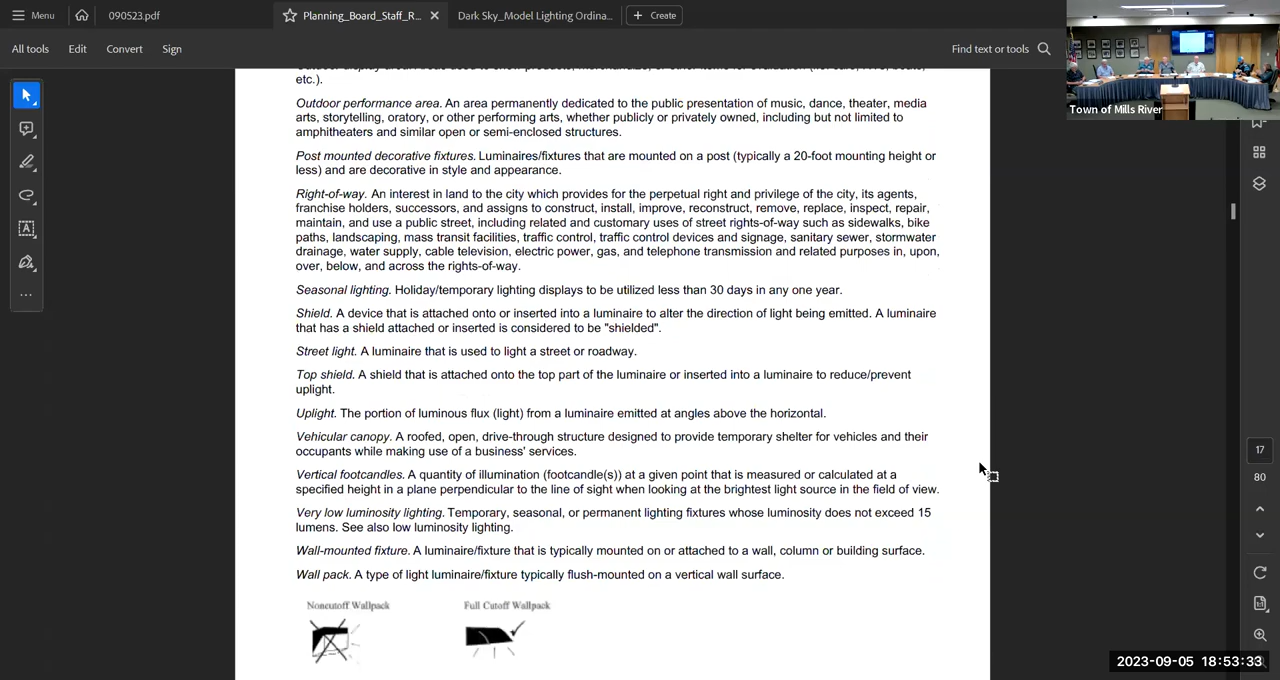 Menu
090523.pdf
Planning_Board_Staff_R...
Dark Sky_Model Lighting Ordina...
Create
All tools
Edit
Convert
Sign
Find text or tools
Town of Mills River
etc.).
Outdoor performance area. An area permanently dedicated to the public presentation of music, dance, theater, media
arts, storytelling, oratory, or other performing arts, whether publicly or privately owned, including but not limited to
amphitheaters and similar open or semi-enclosed structures.
Post mounted decorative fixtures. Luminaires/fixtures that are mounted on a post (typically a 20-foot mounting height or
less) and are decorative in style and appearance.
Right-of-way. An interest in land to the city which provides for the perpetual right and privilege of the city, its agents,
franchise holders, successors, and assigns to construct, install, improve, reconstruct, remove, replace, inspect, repair,
maintain, and use a public street, including related and customary uses of street rights-of-way such as sidewalks, bike
paths, landscaping, mass transit facilities, traffic control, traffic control devices and signage, sanitary sewer, stormwater
drainage, water supply, cable television, electric power, gas, and telephone transmission and related purposes in, upon,
over, below, and across the rights-of-way.
Seasonal lighting. Holiday/temporary lighting displays to be utilized less than 30 days in any one year.
Shield. A device that is attached onto or inserted into a luminaire to alter the direction of light being emitted. A luminaire
that has a shield attached or inserted is considered to be "shielded".
Street light. A luminaire that is used to light a street or roadway.
Top shield. A shield that is attached onto the top part of the luminaire or inserted into a luminaire to reduce/prevent
uplight.
Uplight. The portion of luminous flux (light) from a luminaire emitted at angles above the horizontal.
Vehicular canopy. A roofed, open, drive-through structure designed to provide temporary shelter for vehicles and their
occupants while making use of a business' services.
Vertical footcandles. A quantity of illumination (footcandle(s)) at a given point that is measured or calculated at a
specified height in a plane perpendicular to the line of sight when looking at the brightest light source in the field of view.
Very low luminosity lighting. Temporary, seasonal, or permanent lighting fixtures whose luminosity does not exceed 15
lumens. See also low luminosity lighting.
Wall-mounted fixture. A luminaire/fixture that is typically mounted on or attached to a wall, column or building surface.
Wall pack. A type of light luminaire/fixture typically flush-mounted on a vertical wall surface.
Noncutoff Wallpack
Full Cutoff Wallpack
17
80
2023-09-05 18:53:33